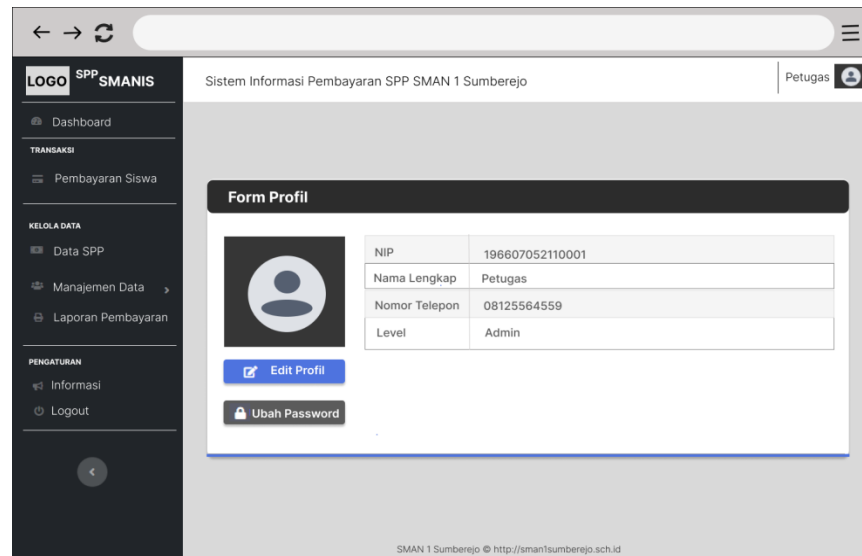 LOGO SPP SMANIS
Sistem Informasi Pembayaran SPP SMAN 1 Sumberejo
Petugas
Dashboard
TRANSAKSI
Pembayaran Siswa
KELOLA DATA
Data SPP
Manajemen Data
Laporan Pembayaran
PENGATURAN
Informasi
Logout
Form Profil
NIP 196607052110001
Nama Lengkap Petugas
Nomor Telepon 08125564559
Level Admin
Edit Profil
Ubah Password
SMAN 1 Sumberejo © http://sman1sumberejo.sch.id